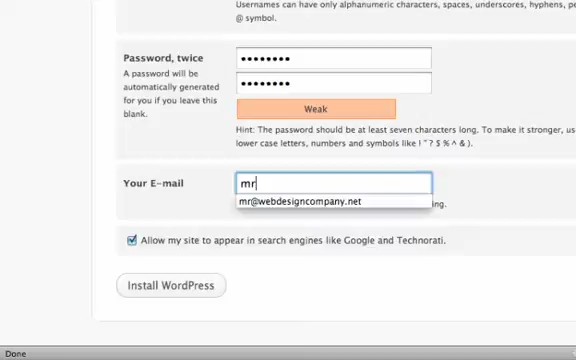 Usernames can have only alphanumeric characters, spaces, underscores, hyphens, pe
@ symbol.
Password, twice
A password will be
automatically generated
for you if you leave this
blank.
••••••••
••••••••
Weak
Hint: The password should be at least seven characters long. To make it stronger, us
lower case letters, numbers and symbols like ! " ? $ % ^ & ).
Your E-mail
mr
mr@webdesigncompany.net
ng.
Allow my site to appear in search engines like Google and Technorati.
Install WordPress
Done